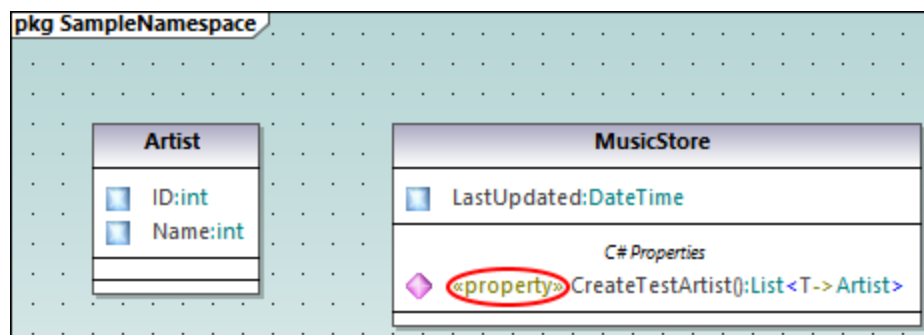 pkg SampleNamespace
Artist
ID:int
Name:int
MusicStore
LastUpdated:DateTime
C# Properties
«property»CreateTestArtist():List<T->Artist>